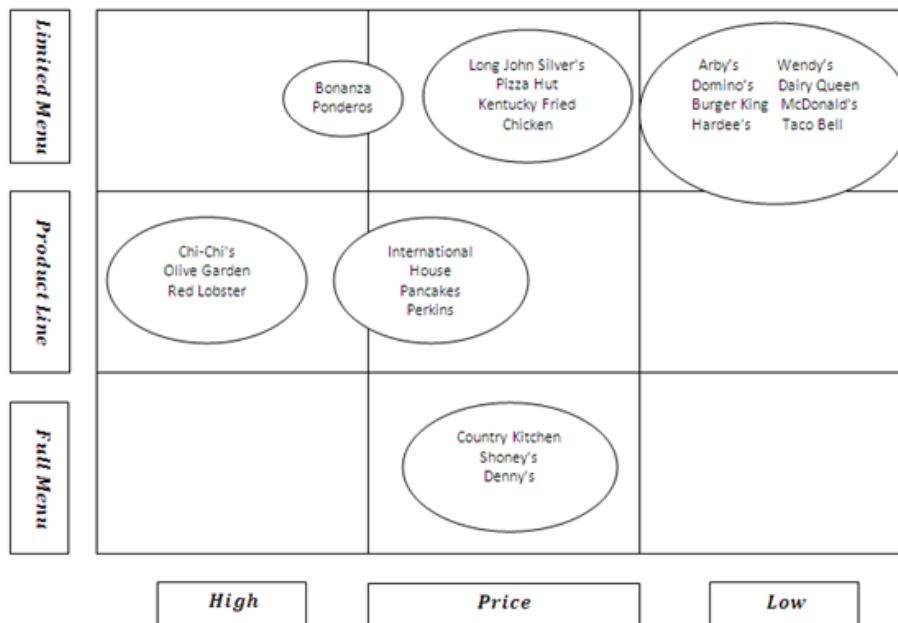 Limited Menu
Bonanza
Ponderos
Long John Silver's
Pizza Hut
Kentucky Fried
Chicken
Arby's Wendy's
Domino's Dairy Queen
Burger King McDonald's
Hardee's Taco Bell
Product Line
Chi-Chi's
Olive Garden
Red Lobster
International
House
Pancakes
Perkins
Full Menu
Country Kitchen
Shoney's
Denny's
High
Price
Low